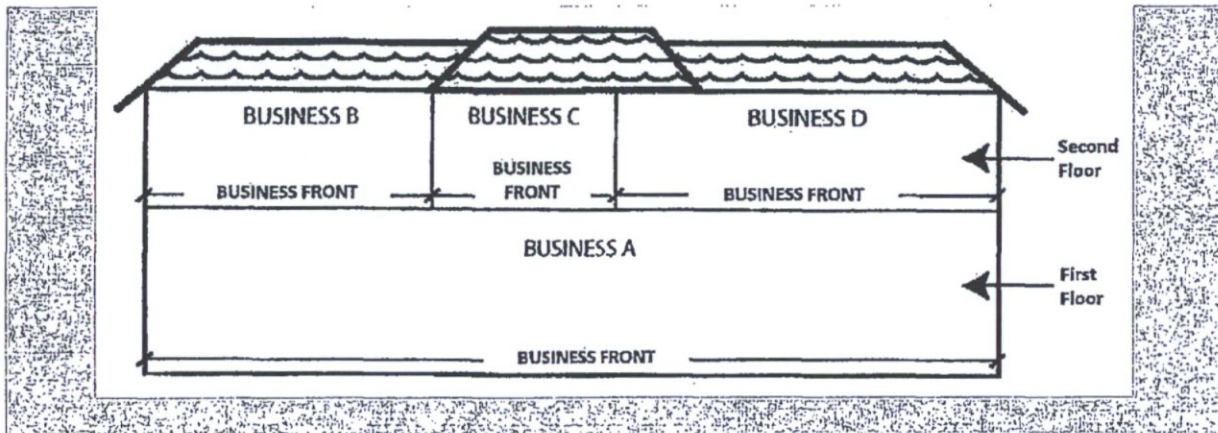 BUSINESS B
BUSINESS C
BUSINESS D
Second
Floor
BUSINESS FRONT
BUSINESS
FRONT
BUSINESS FRONT
BUSINESS A
First
Floor
BUSINESS FRONT